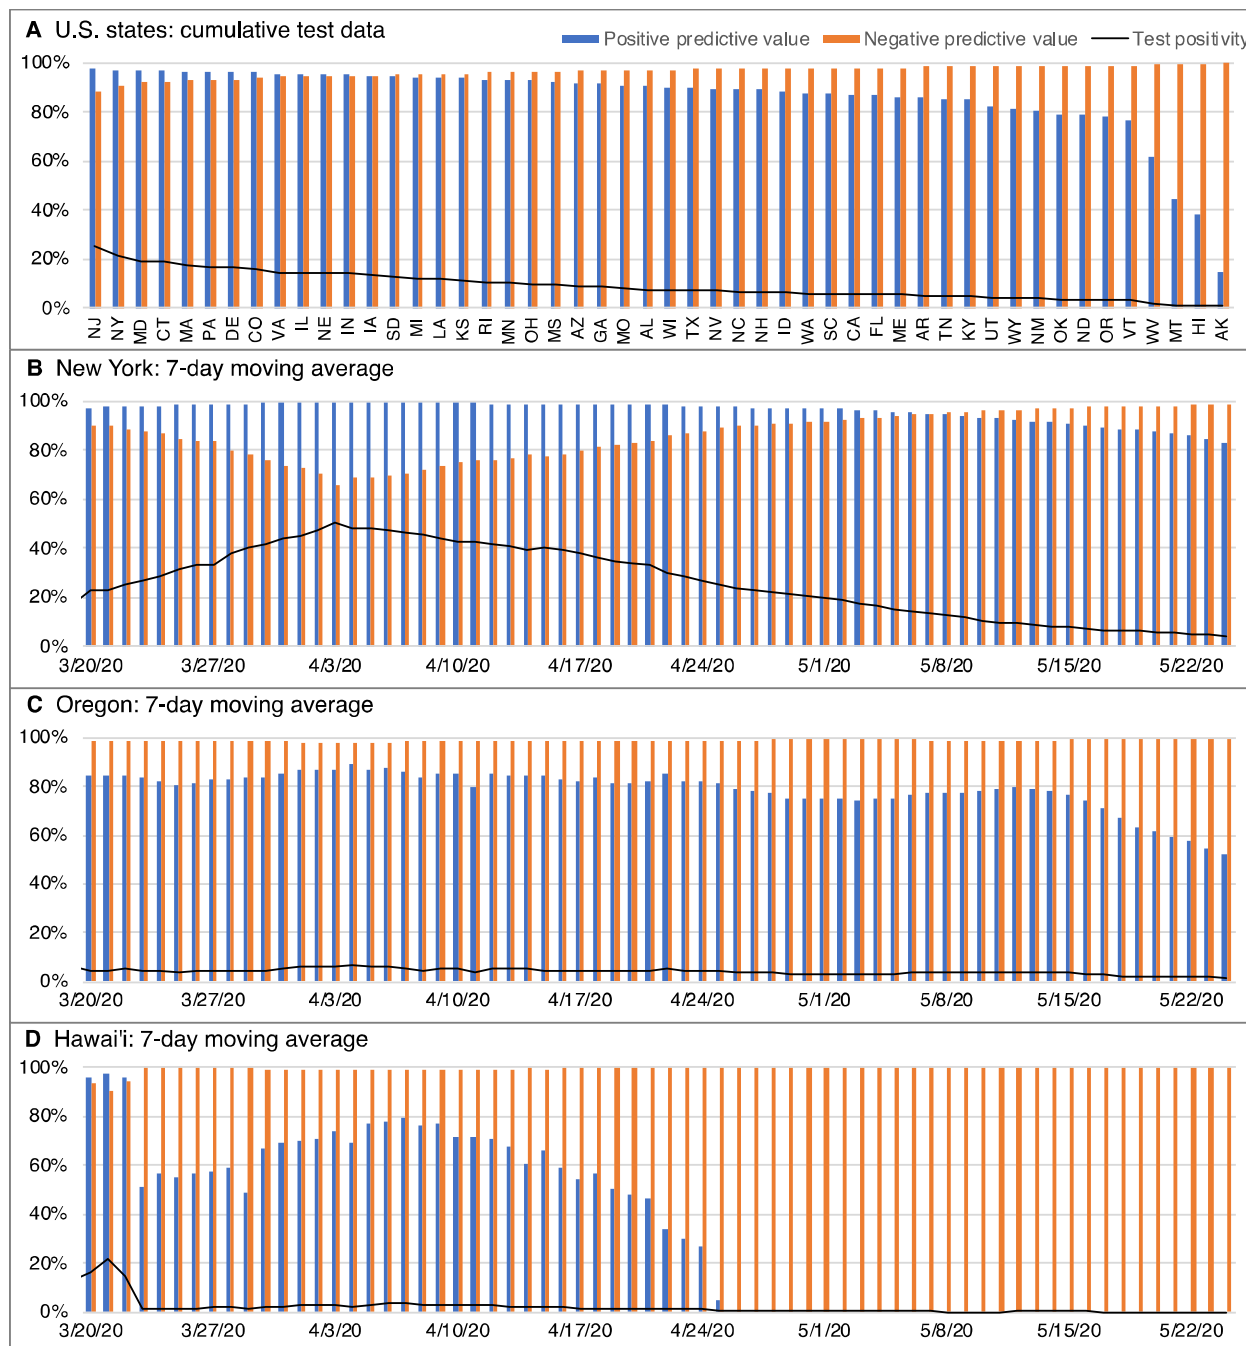 A U.S. states: cumulative test data
Positive predictive value Negative predictive value Test positivity
100%
80%
60%
40%
20%
0%
NJ NY MD CT MA PA DE CO VA IL NE IN IA SD MI LA KS RI MN OH MS AZ GA MO AL WI TX NV NC NH ID WA SC CA FL ME AR TN KY UT WY NM OK ND OR VT WV MT HI AK
B New York: 7-day moving average
100%
80%
60%
40%
20%
0%
3/20/20 3/27/20 4/3/20 4/10/20 4/17/20 4/24/20 5/1/20 5/8/20 5/15/20 5/22/20
C Oregon: 7-day moving average
100%
80%
60%
40%
20%
0%
3/20/20 3/27/20 4/3/20 4/10/20 4/17/20 4/24/20 5/1/20 5/8/20 5/15/20 5/22/20
D Hawai'i: 7-day moving average
100%
80%
60%
40%
20%
0%
3/20/20 3/27/20 4/3/20 4/10/20 4/17/20 4/24/20 5/1/20 5/8/20 5/15/20 5/22/20